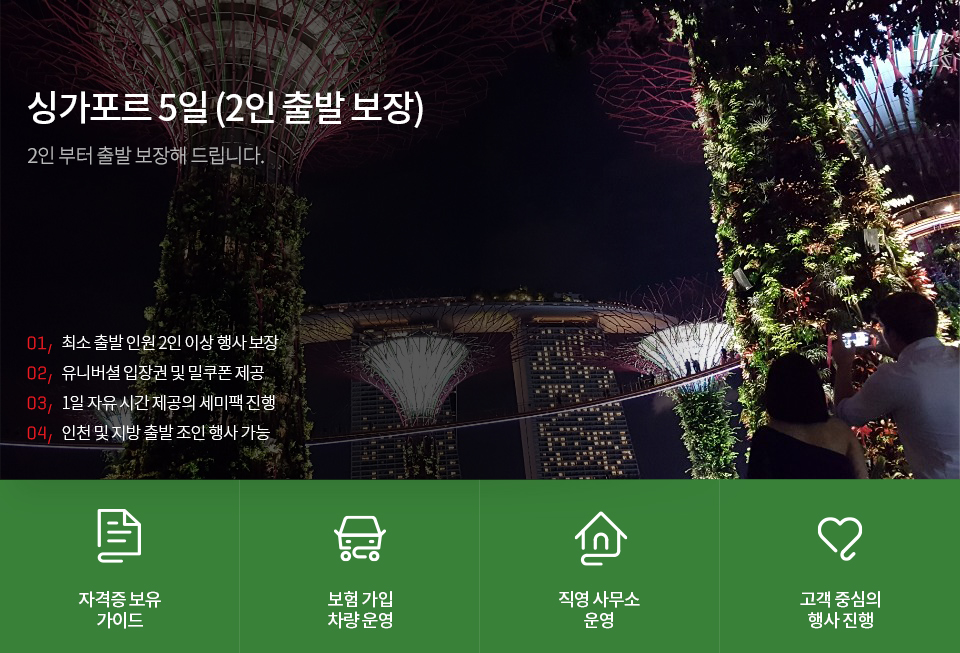 싱가포르 5일 (2인 출발 보장)
2인 부터 출발 보장해 드립니다.
01, 최소 출발 인원 2인 이상 행사 보장
02, 유니버셜 입장권 및 밀쿠폰 제공
03, 1일 자유 시간 제공의 세미팩 진행
04, 인천 및 지방 출발 조인 행사 가능
자격증 보유
가이드
보험 가입
차량 운영
직영 사무소
운영
고객 중심의
행사 진행